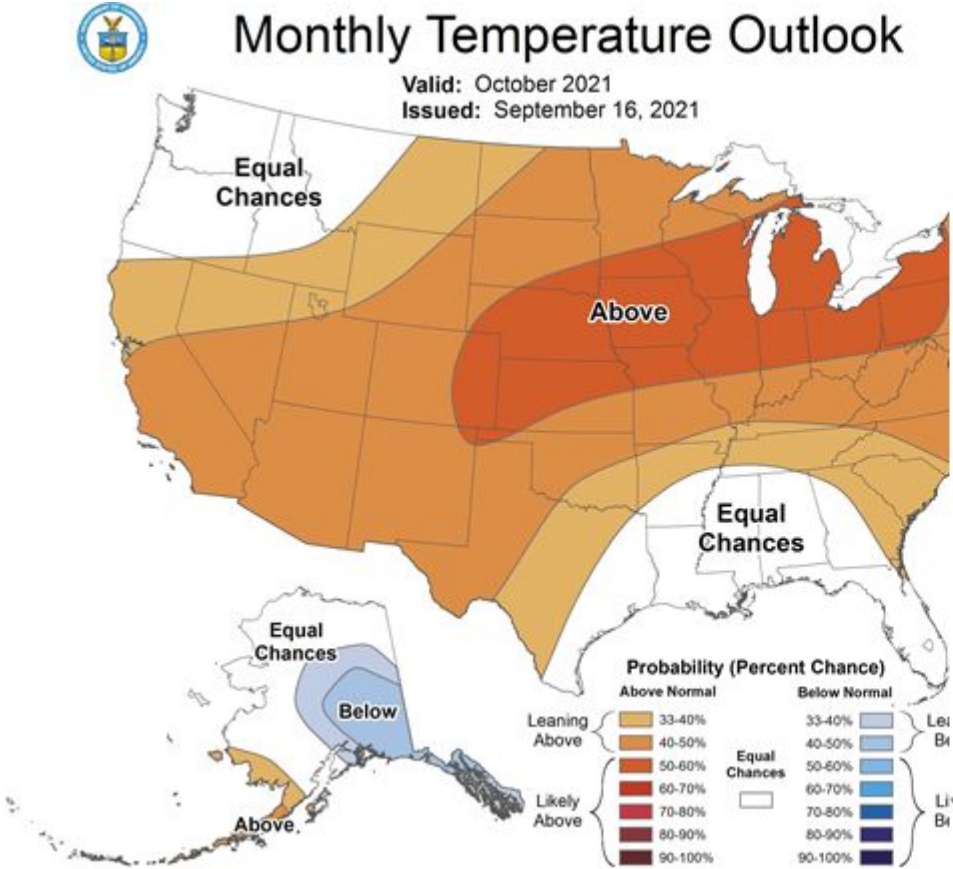 Monthly Temperature Outlook
Valid: October 2021
Issued: September 16, 2021
Equal
Chances
Above
Equal
Chances
Equal
Chances
Below
Above
Probability (Percent Chance)
Above Normal
Below Normal
Leaning
Above
33-40%
40-50%
50-60%
60-70%
70-80%
80-90%
90-100%
Likely
Above
Equal
Chances
33-40%
40-50%
50-60%
60-70%
70-80%
80-90%
90-100%